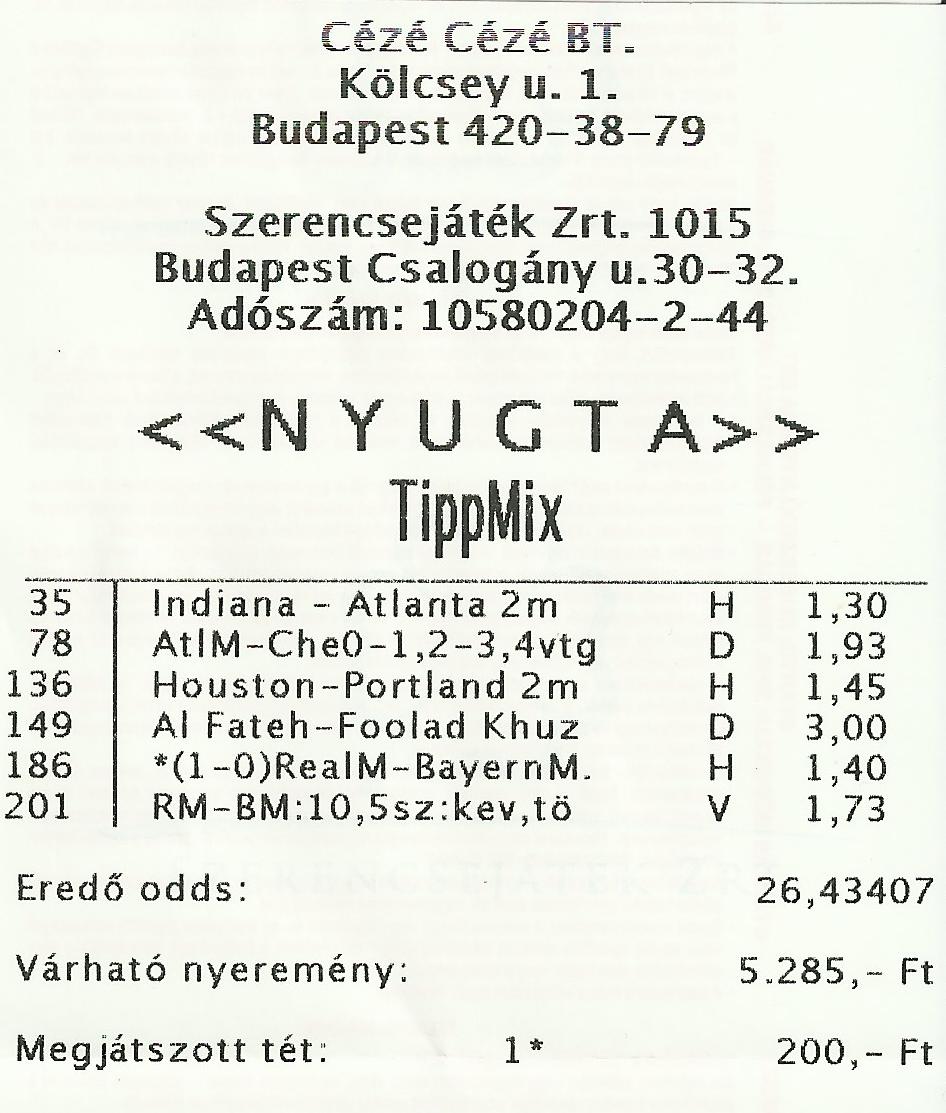 Cézé Cézé BT.
Kölcsey u. 1.
Budapest 420-38-79
Szerencsejáték Zrt. 1015
Budapest Csalogány u.30-32.
Adószám: 10580204-2-44
<<NYUGTA>>
TippMix
35 Indiana - Atlanta 2m H 1,30
78 AtlM-Che0-1,2-3,4vtg D 1,93
136 Houston-Portland 2m H 1,45
149 Al Fateh-Foolad Khuz D 3,00
186 *(1-0)RealM-BayernM. H 1,40
201 RM-BM:10,5sz:kev,tö V 1,73
Eredő odds: 26,43407
Várható nyeremény: 5.285,- Ft
Megjátszott tét: 1* 200,- Ft